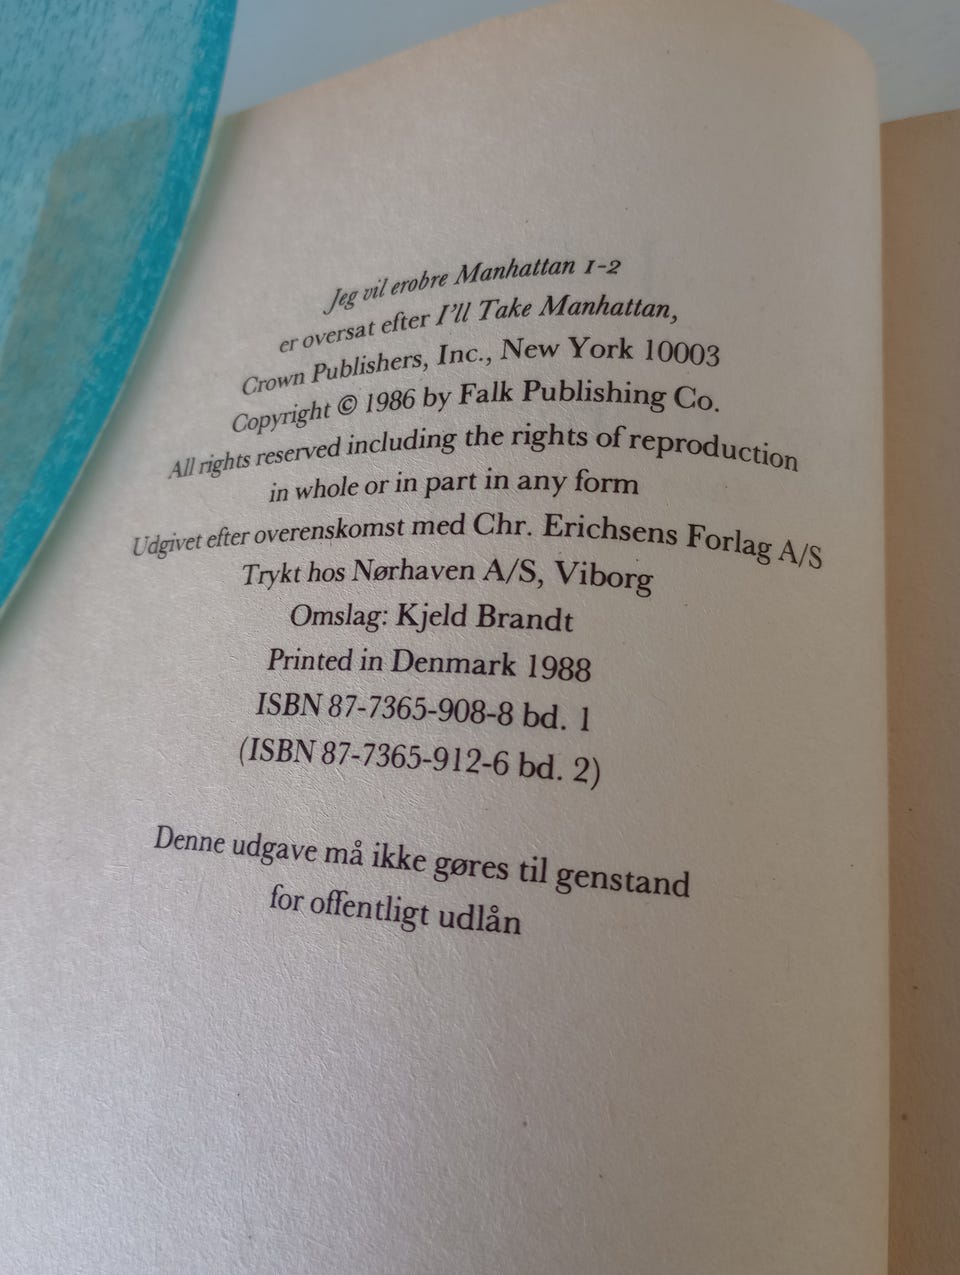 Jeg vil erobre Manhattan 1-2
er oversat efter I'll Take Manhattan,
Crown Publishers, Inc., New York 10003
Copyright © 1986 by Falk Publishing Co.
All rights reserved including the rights of reproduction
in whole or in part in any form
Udgivet efter overenskomst med Chr. Erichsens Forlag A/S
Trykt hos Nørhaven A/S, Viborg
Omslag: Kjeld Brandt
Printed in Denmark 1988
ISBN 87-7365-908-8 bd. 1
(ISBN 87-7365-912-6 bd. 2)
Denne udgave må ikke gøres til genstand
for offentligt udlån